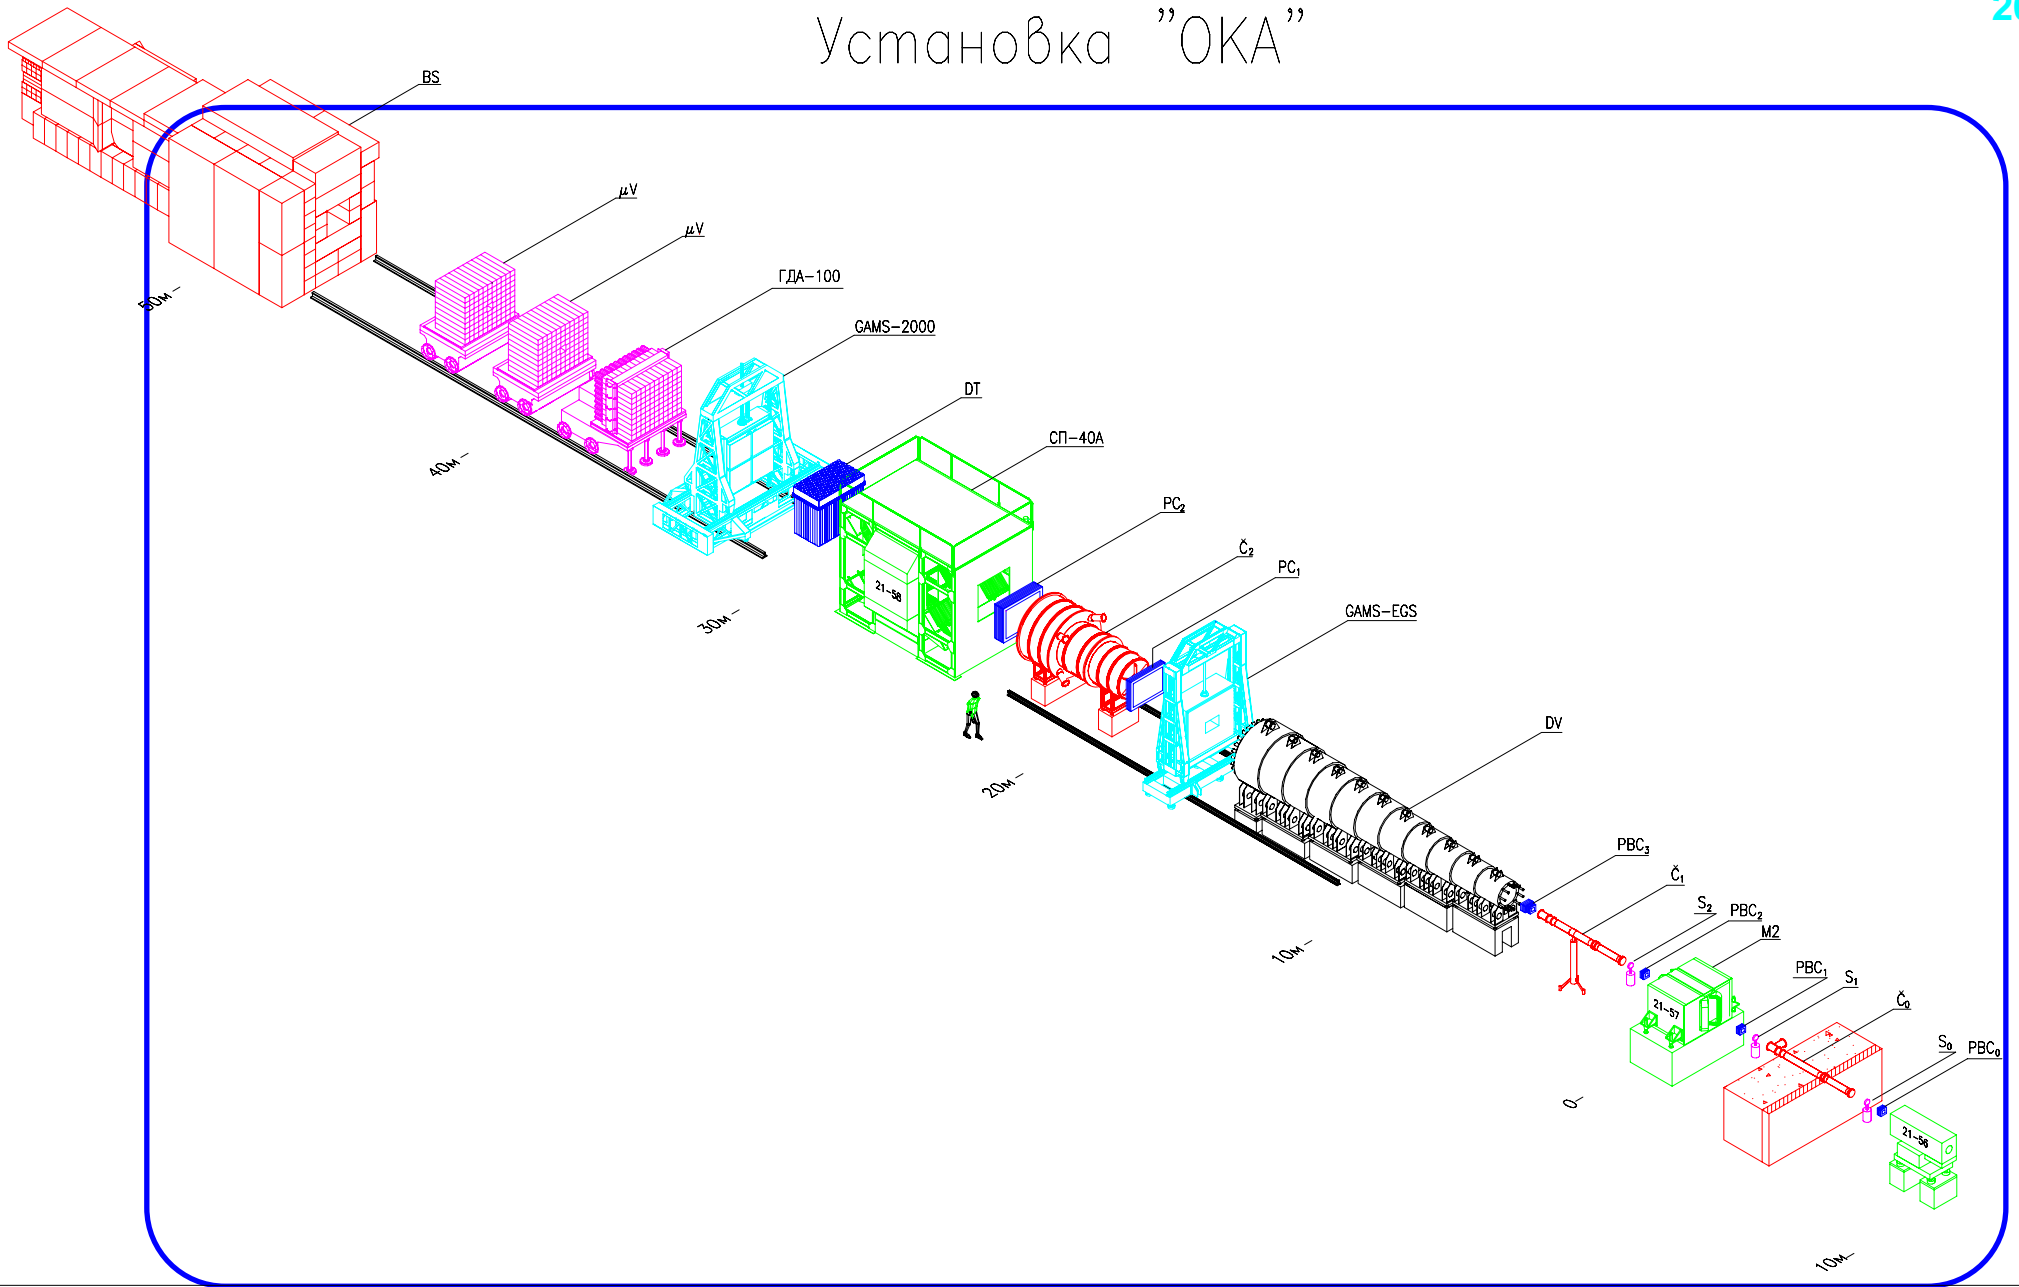 Установка "ОКА"
BS
μV
μV
ГДА-100
GAMS-2000
DT
СП-40А
PC₂
Č₂
PC₁
GAMS-EGS
DV
PBC₃
Č₁
S₂
PBC₂
M2
PBC₁
S₁
Č₀
S₀
PBC₀
50м
40м
30м
20м
10м
0
10м
21-58
21-57
21-56